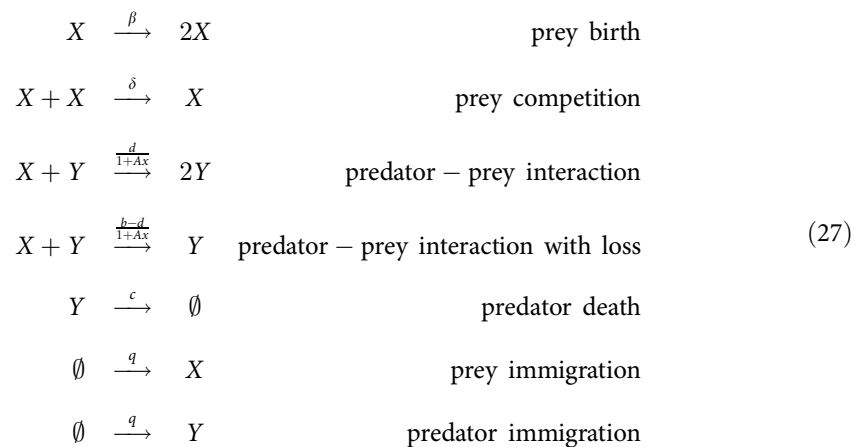 X β⟶ 2X prey birth
X + X δ⟶ X prey competition
X + Y d/(1+Ax)⟶ 2Y predator – prey interaction
X + Y (b−d)/(1+Ax)⟶ Y predator – prey interaction with loss
(27)
Y c⟶ ∅ predator death
∅ q⟶ X prey immigration
∅ q⟶ Y predator immigration